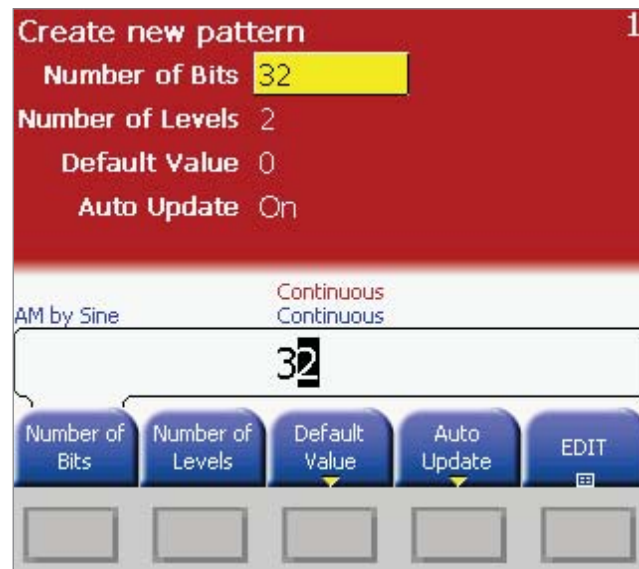 Create new pattern 1
Number of Bits 32
Number of Levels 2
Default Value 0
Auto Update On
Continuous
AM by Sine Continuous
32
Number of Bits
Number of Levels
Default Value
Auto Update
EDIT